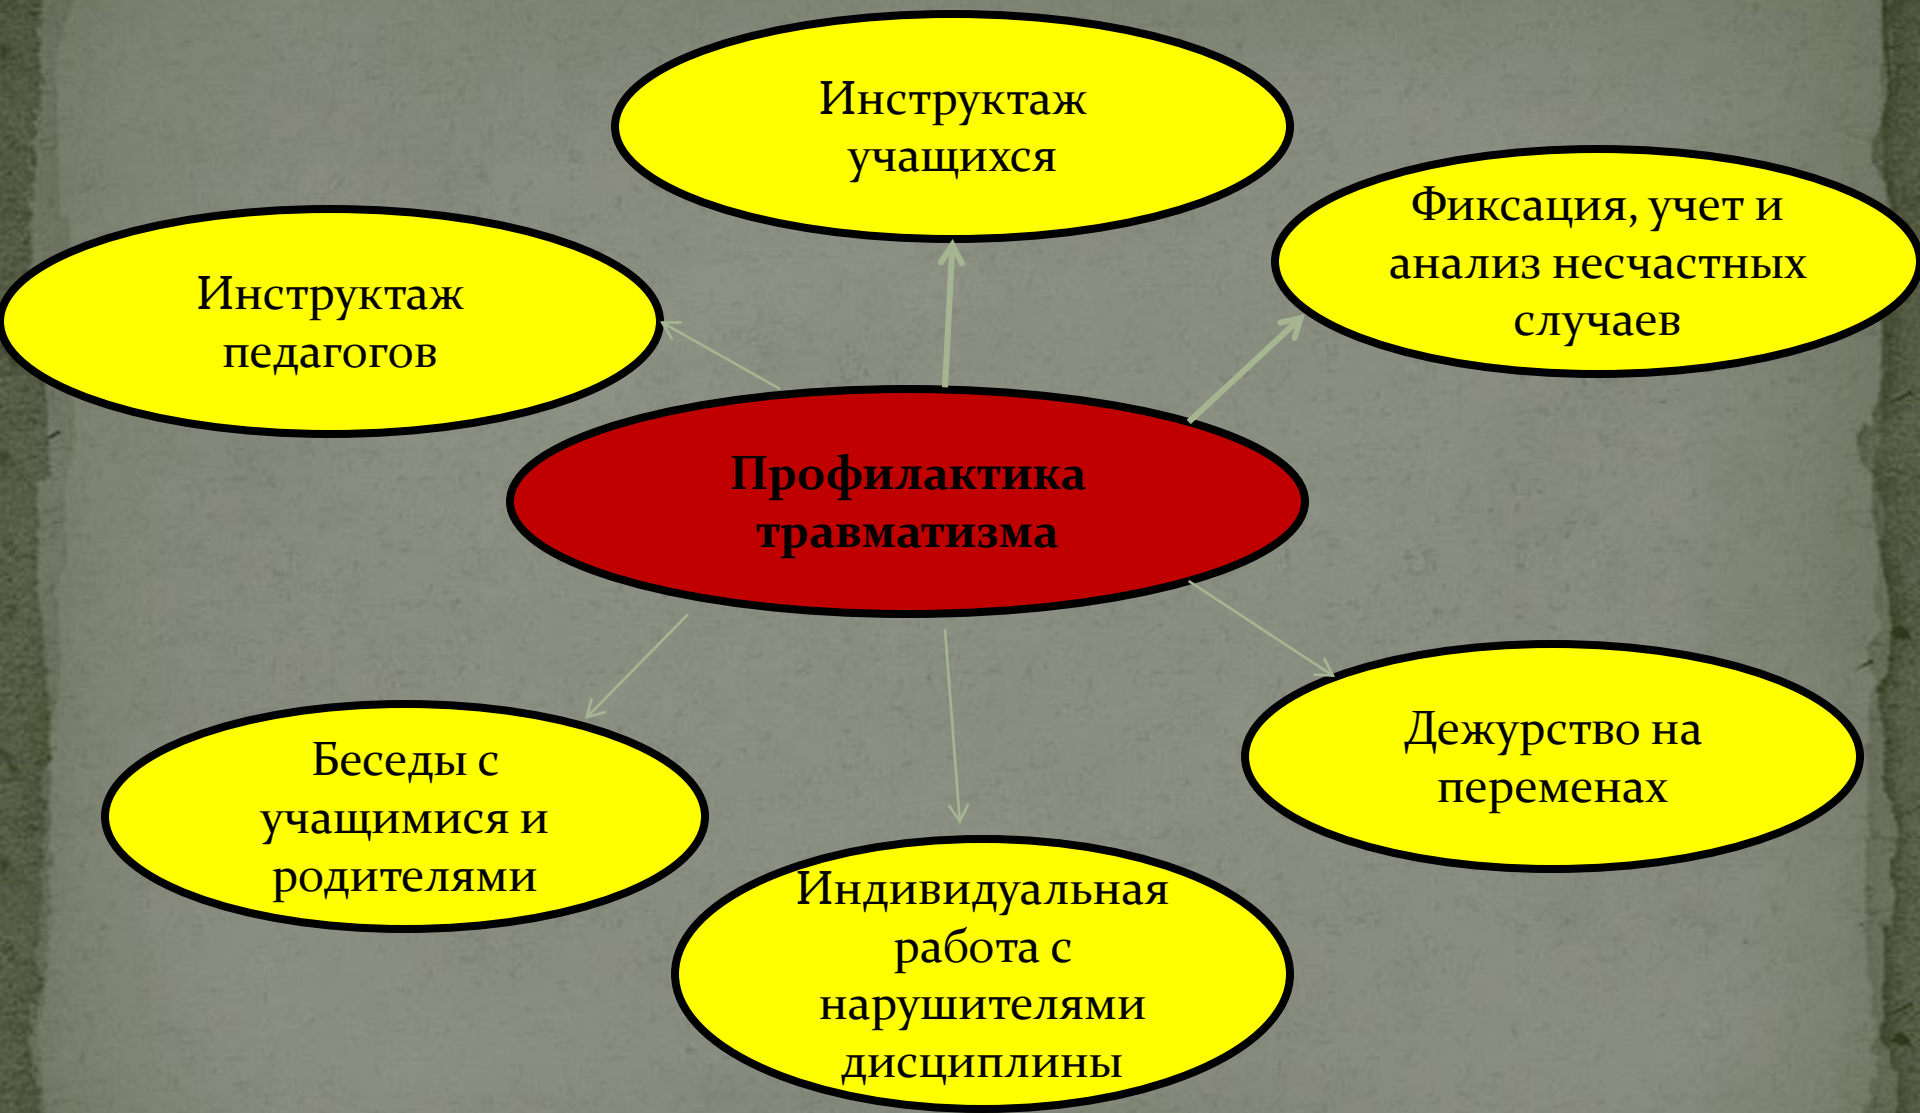 Инструктаж
учащихся
Фиксация, учет и
анализ несчастных
случаев
Инструктаж
педагогов
Профилактика
травматизма
Дежурство на
переменах
Беседы с
учащимися и
родителями
Индивидуальная
работа с
нарушителями
дисциплины